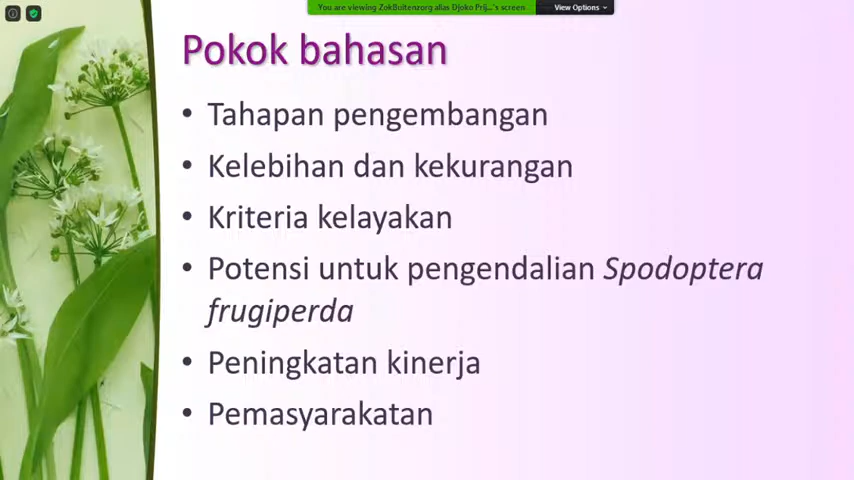 You are viewing ZokBuitenzorg alias Djoko Prij...'s screen
View Options
Pokok bahasan
• Tahapan pengembangan
• Kelebihan dan kekurangan
• Kriteria kelayakan
• Potensi untuk pengendalian Spodoptera
frugiperda
• Peningkatan kinerja
• Pemasyarakatan